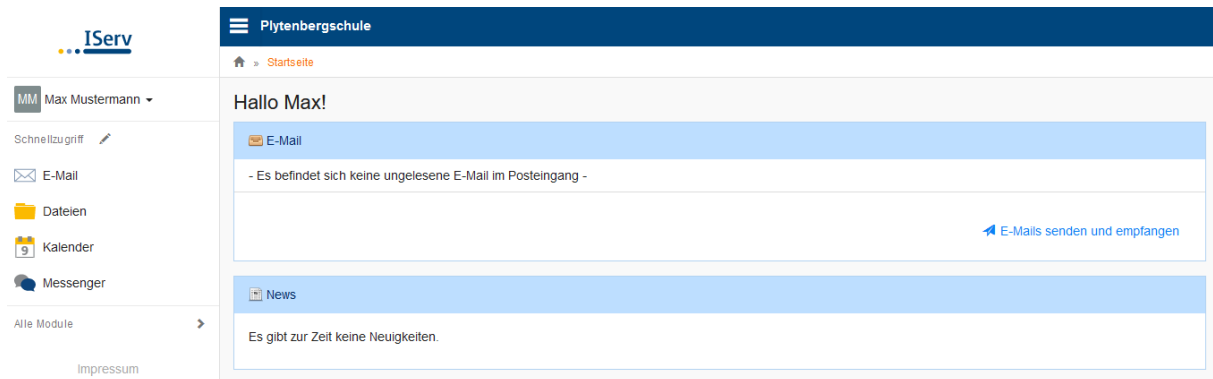 IServ
MM Max Mustermann
Schnellzugriff
E-Mail
Dateien
9 Kalender
Messenger
Alle Module
Impressum
Plytenbergschule
» Startseite
Hallo Max!
E-Mail
- Es befindet sich keine ungelesene E-Mail im Posteingang -
E-Mails senden und empfangen
News
Es gibt zur Zeit keine Neuigkeiten.